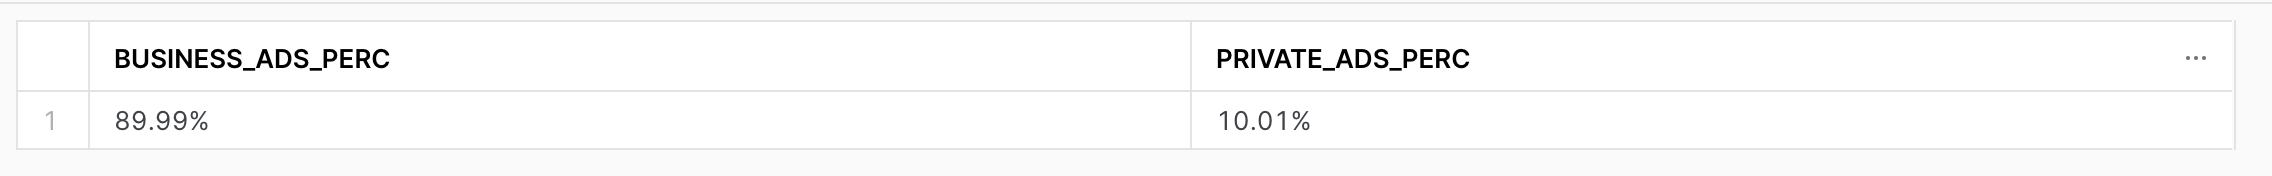 BUSINESS_ADS_PERC PRIVATE_ADS_PERC ...
1 89.99% 10.01%